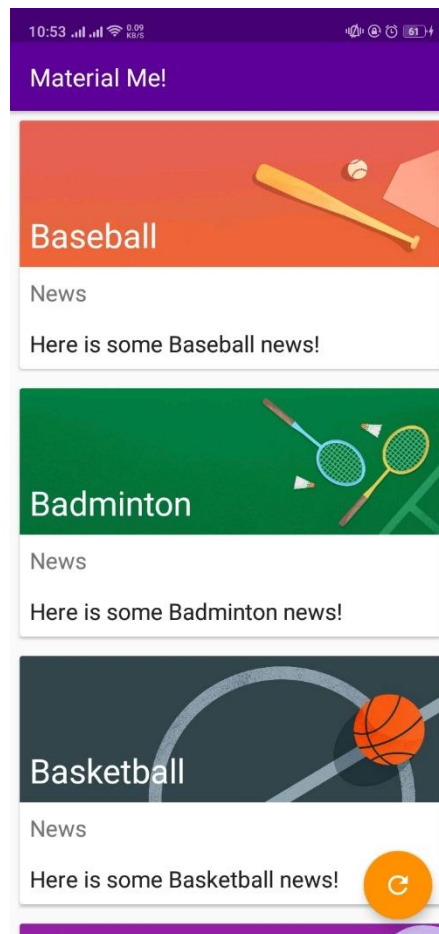 10:53 0.09 KB/S 61
Material Me!
Baseball
News
Here is some Baseball news!
Badminton
News
Here is some Badminton news!
Basketball
News
Here is some Basketball news!